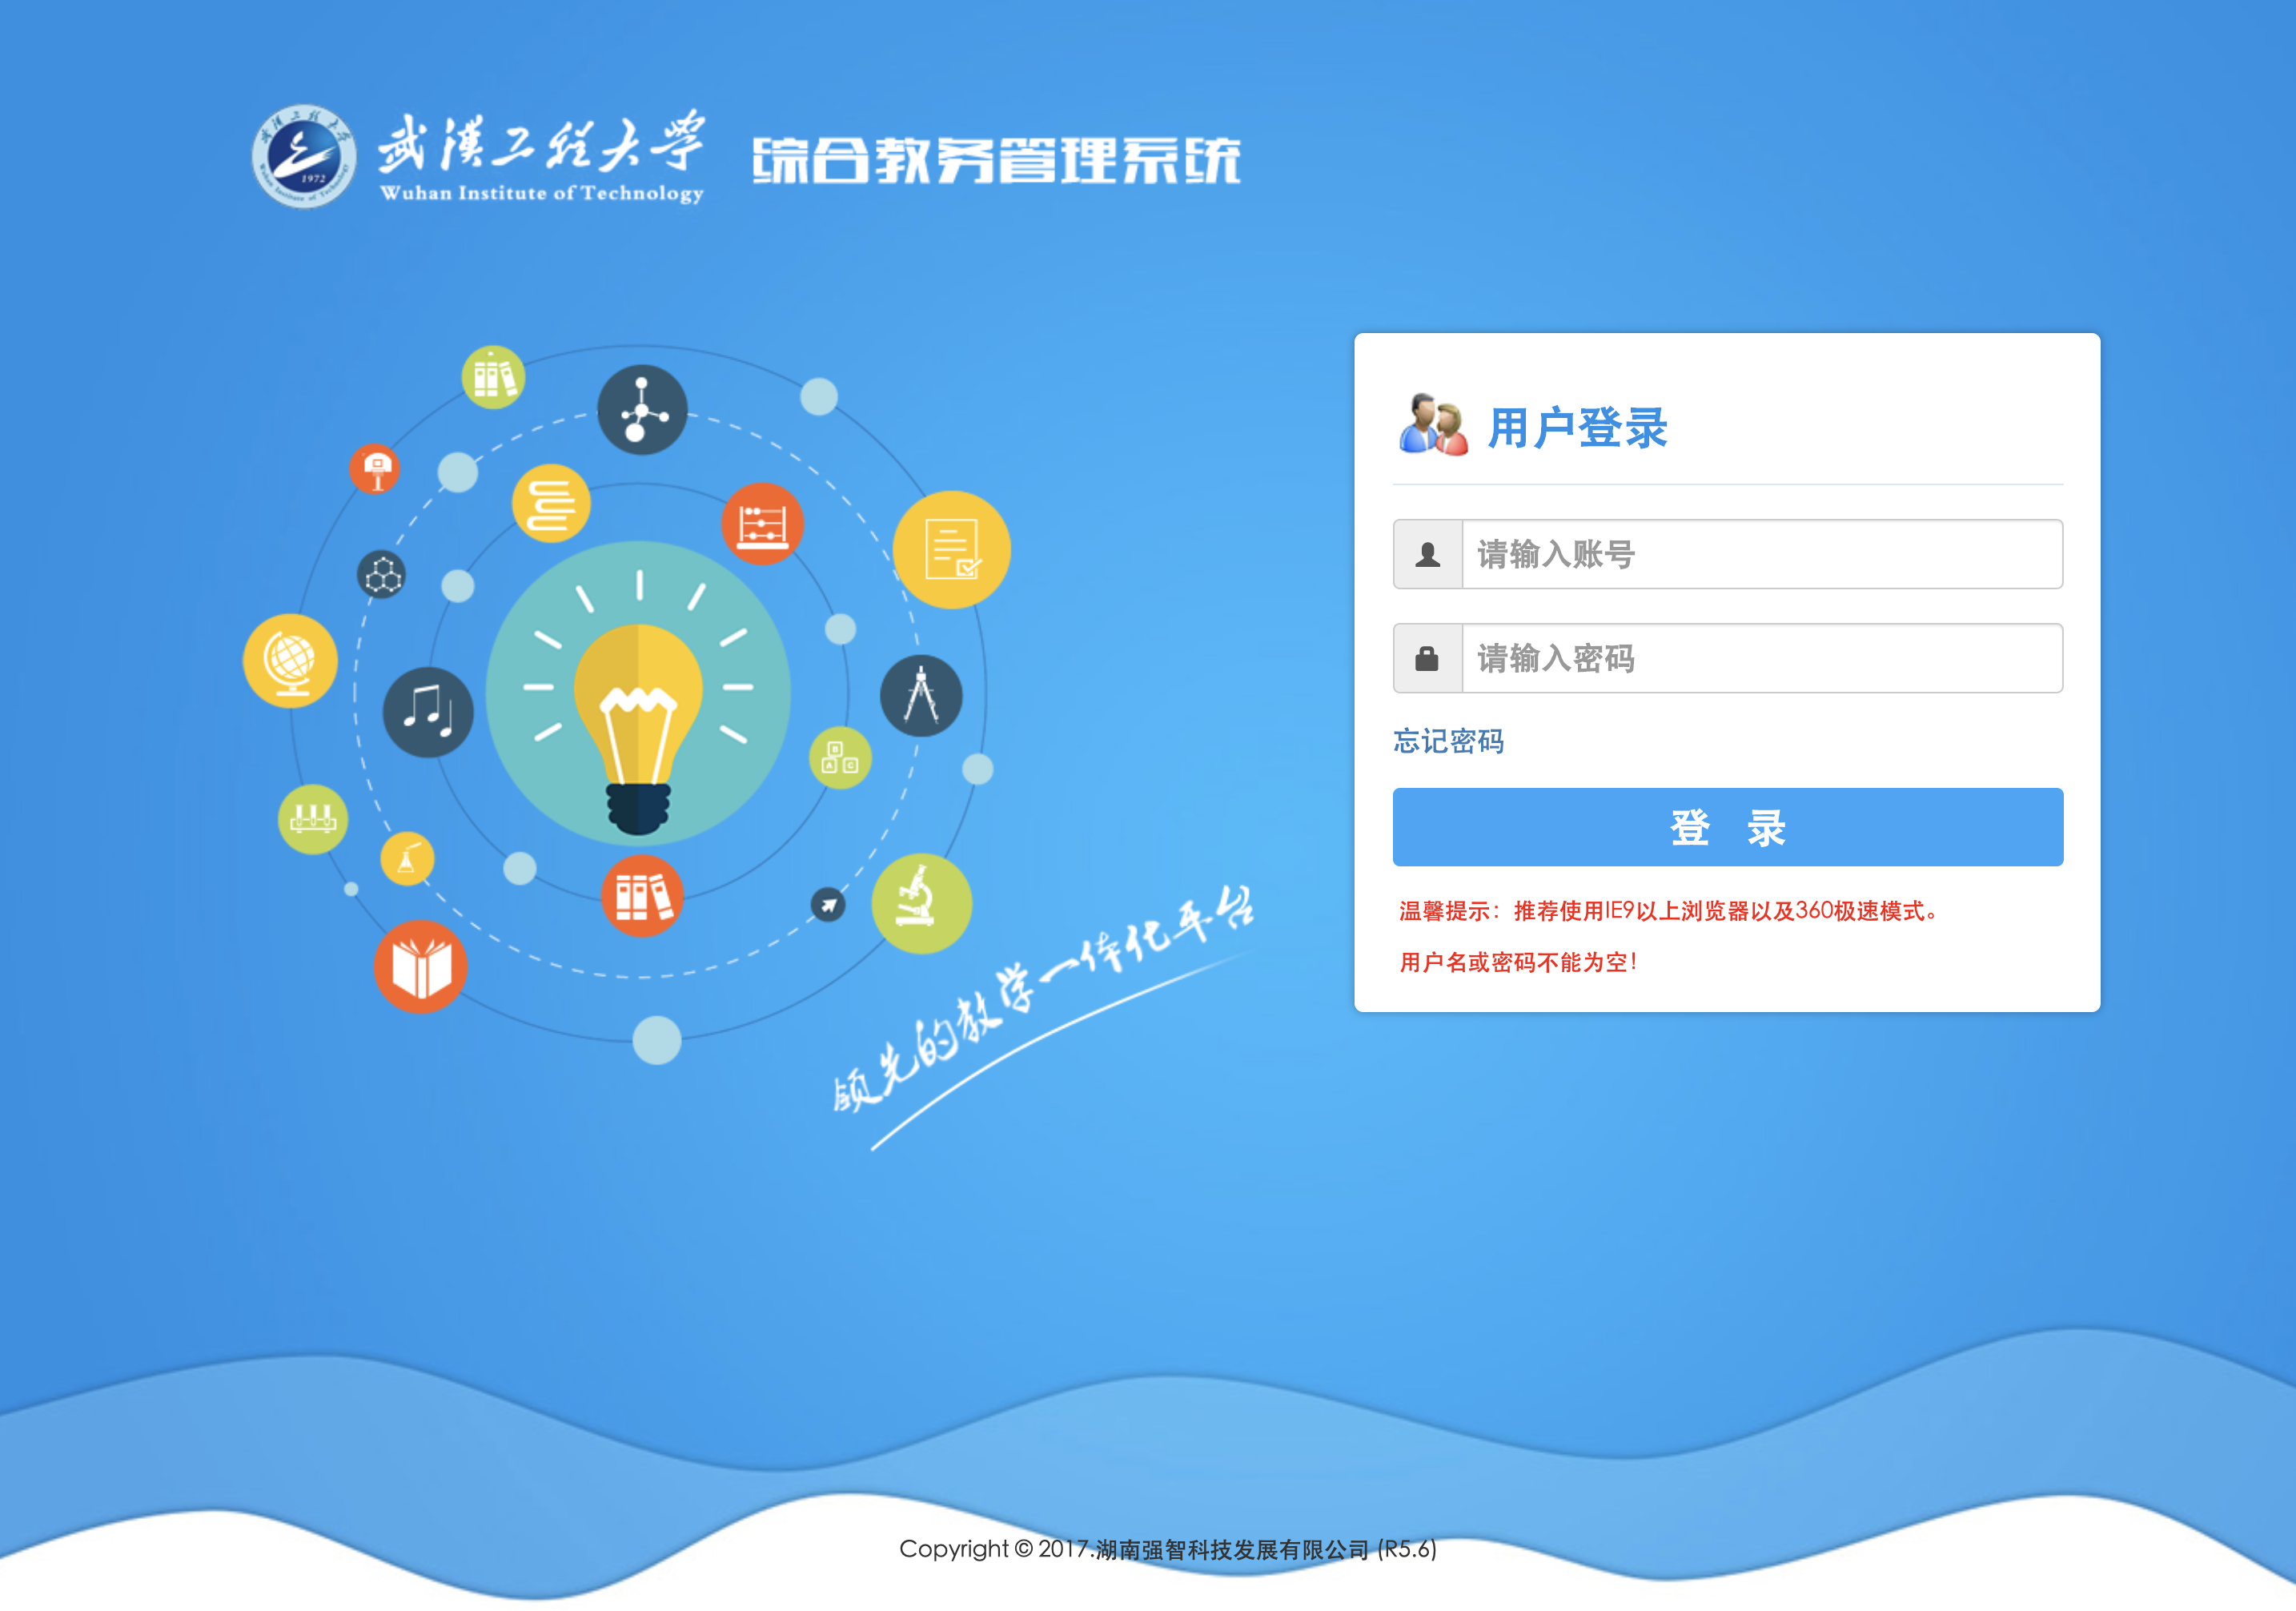 武汉工程大学
Wuhan Institute of Technology
1972
综合教务管理系统
用户登录
请输入账号
请输入密码
忘记密码
登 录
温馨提示：推荐使用IE9以上浏览器以及360极速模式。
用户名或密码不能为空！
B
A C
领先的教学一体化平台
Copyright © 2017.湖南强智科技发展有限公司 (R5.6)